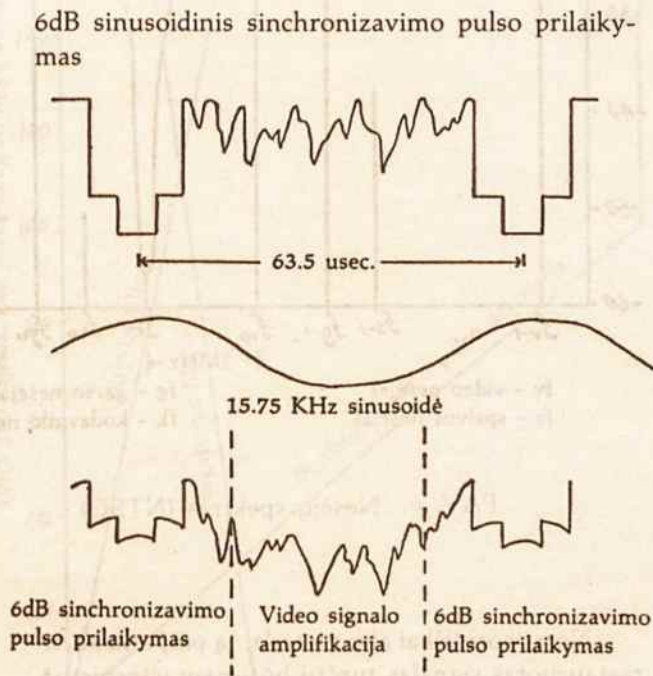 6dB sinusoidinis sinchronizavimo pulso prilaiky-
mas
63.5 usec.
15.75 KHz sinusoidė
6dB sinchronizavimo
pulso prilaikymas
Video signalo
amplifikacija
6dB sinchronizavimo
pulso prilaikymas